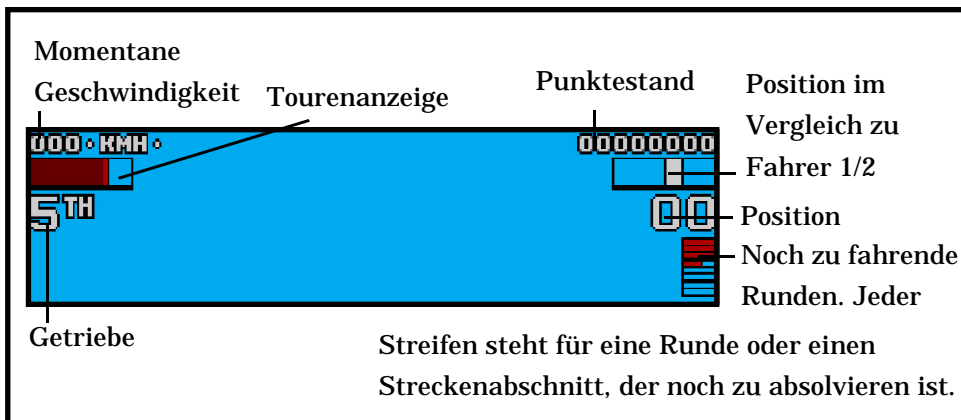 Momentane
Geschwindigkeit
Tourenanzeige
Punktestand
Position im
Vergleich zu
Fahrer 1/2
000 · KMH ·
00000000
5TH
00
Position
Noch zu fahrende
Runden. Jeder
Getriebe
Streifen steht für eine Runde oder einen
Streckenabschnitt, der noch zu absolvieren ist.